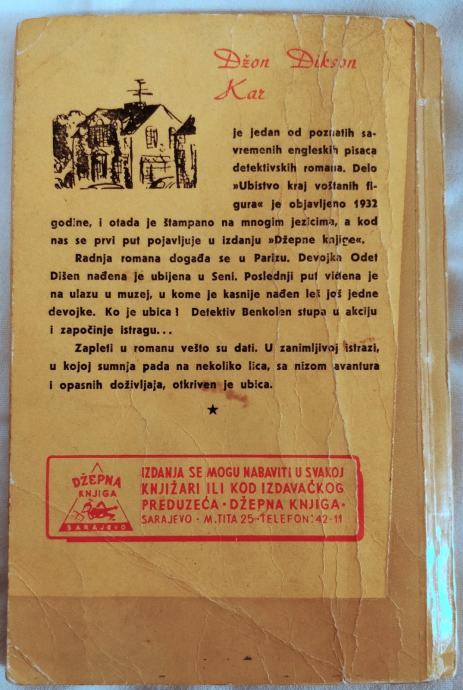 Džon Dikson
Kar
je jedan od poznatih sa-
vremenih engleskih pisaca
detektivskih romana. Delo
»Ubistvo kraj voštanih fi-
gura« je objavljeno 1932
godine, i otada je štampano na mnogim jezicima, a kod
nas se prvi put pojavljuje u izdanju »Džepne knjige«.
Radnja romana događa se u Parizu. Devojka Odet
Dišen nađena je ubijena u Seni. Poslednji put viđena je
na ulazu u muzej, u kome je kasnije nađen leš još jedne
devojke. Ko je ubica? Detektiv Benkolen stupa u akciju
i započinje istragu...
Zapleti u romanu vešto su dati. U zanimljivoj istrazi,
u kojoj sumnja pada na nekoliko lica, sa nizom avantura
i opasnih doživljaja, otkriven je ubica.
DŽEPNA
KNJIGA
SARAJEVO
IZDANJA SE MOGU NABAVITI U SVAKOJ
KNJIŽARI ILI KOD IZDAVAČKOG
PREDUZEĆA · DŽEPNA KNJIGA ·
SARAJEVO · M. TITA 25 - TELEFON: 42-11